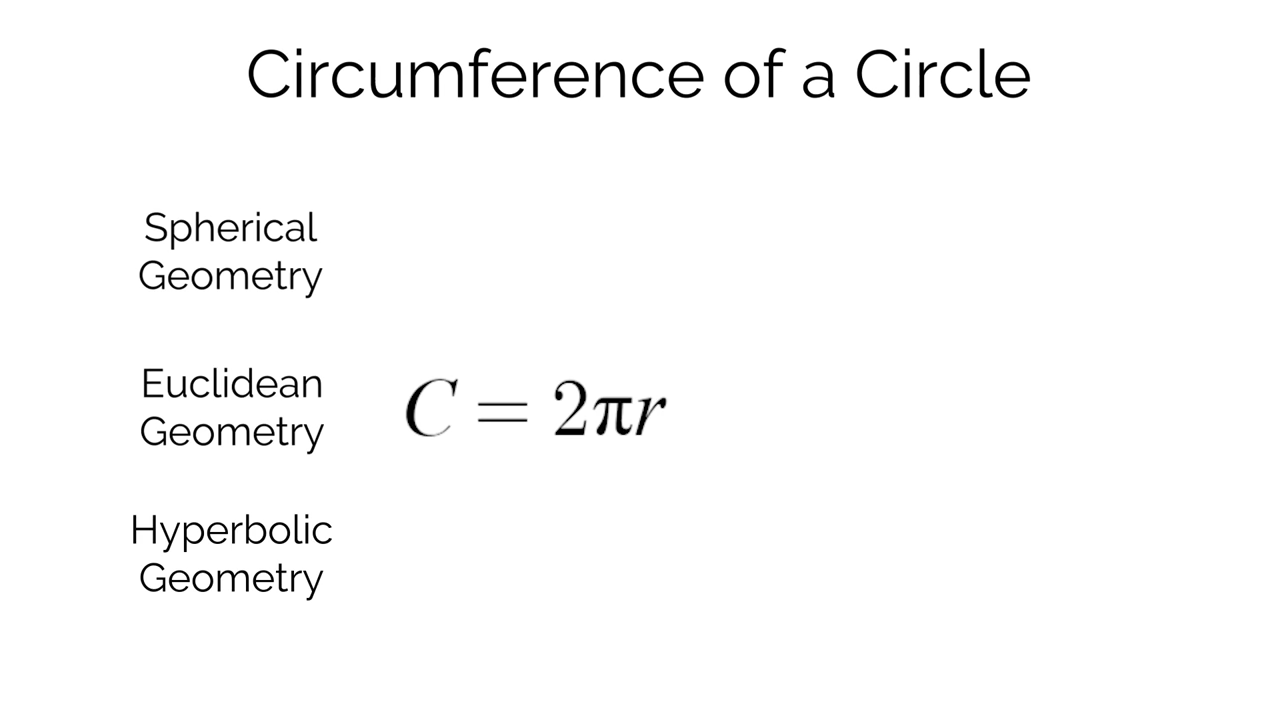 Circumference of a Circle
Spherical
Geometry
Euclidean
Geometry
C = 2πr
Hyperbolic
Geometry